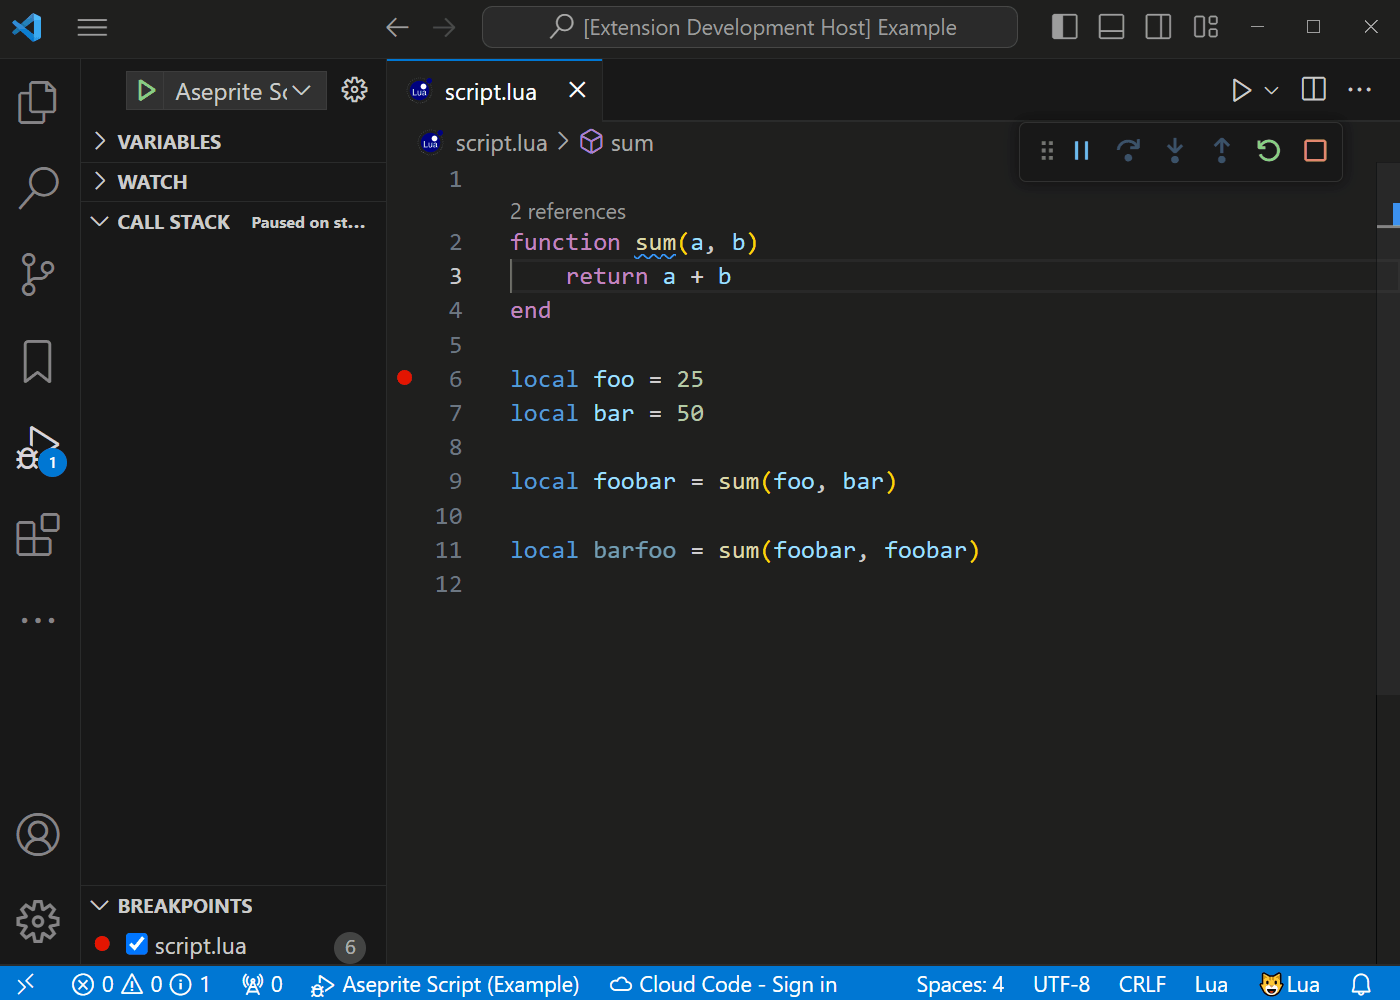 [Extension Development Host] Example
Aseprite Sc
VARIABLES
WATCH
CALL STACK Paused on st...
1
BREAKPOINTS
script.lua 6
script.lua
script.lua > sum
1
2 references
2 function sum(a, b)
3 return a + b
4 end
5
6 local foo = 25
7 local bar = 50
8
9 local foobar = sum(foo, bar)
10
11 local barfoo = sum(foobar, foobar)
12
0 0 1 0 Aseprite Script (Example) Cloud Code - Sign in Spaces: 4 UTF-8 CRLF Lua Lua